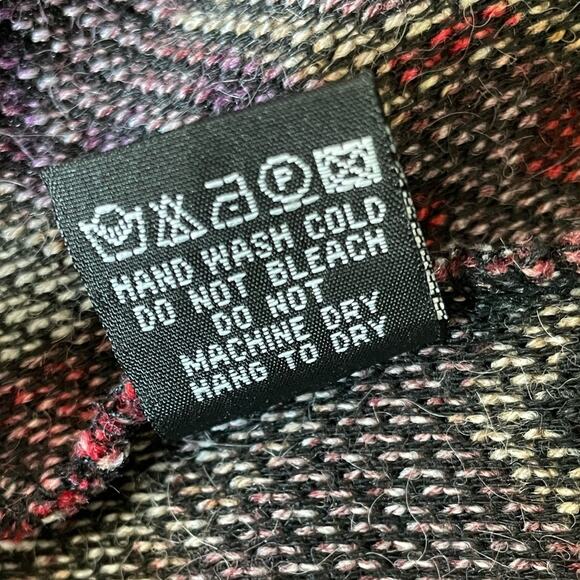 P
HAND WASH COLD
DO NOT BLEACH
DO NOT
MACHINE DRY
HANG TO DRY